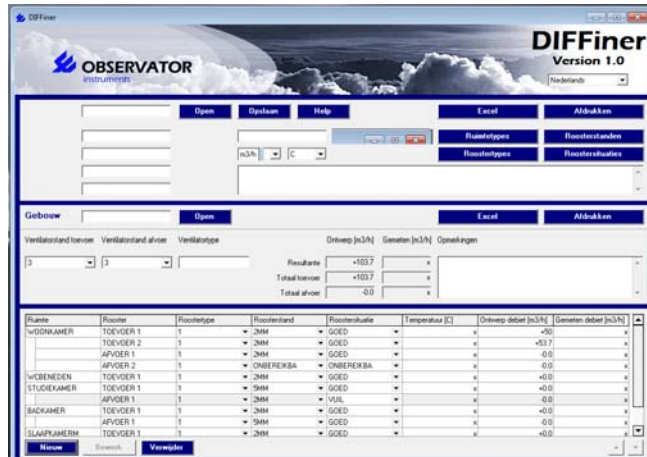 DIFFiner
DIFFiner
Version 1.0
OBSERVATOR
instruments
Nederlands
Open Opslaan Help Excel Afdrukken
Ruimtetypes Roosterstanden
m3/h C Roostertypes Roostersituaties
Gebouw Open Excel Afdrukken
Ventilatorstand toevoer Ventilatorstand afvoer Ventilatortype Ontwerp [m3/h] Gemeten [m3/h] Opmerkingen
3 3 Resultante +103.7 x
Totaal toevoer +103.7 x
Totaal afvoer -0.0 x
Ruimte Rooster Roostertype Roosterstand Roostersituatie Temperatuur [C] Ontwerp debiet [m3/h] Gemeten debiet [m3/h]
WOONKAMER TOEVOER 1 1 2MM GOED x +50 x
TOEVOER 2 1 2MM GOED x +53.7 x
AFVOER 1 1 2MM GOED x -0.0 x
AFVOER 2 1 ONBEREIKBA ONBEREIKBA x -0.0 x
WCBENEDEN TOEVOER 1 1 2MM GOED x +0.0 x
STUDIEKAMER TOEVOER 1 1 5MM GOED x +0.0 x
AFVOER 1 1 2MM VUIL x -0.0 x
BADKAMER TOEVOER 1 1 2MM GOED x +0.0 x
AFVOER 1 1 5MM GOED x -0.0 x
SLAAPKAMERM TOEVOER 1 1 2MM GOED x +0.0 x
Nieuw Bewerk Verwijder